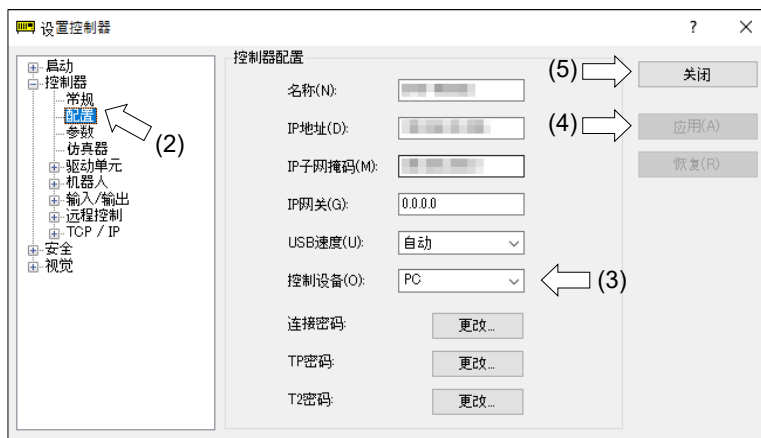 设置控制器
启动
控制器
常规
配置
参数
仿真器
驱动单元
机器人
输入/输出
远程控制
TCP / IP
安全
视觉
(2)
控制器配置
名称(N):
IP地址(D):
IP子网掩码(M):
IP网关(G): 0.0.0.0
USB速度(U): 自动
控制设备(O): PC
(3)
连接密码: 更改...
TP密码: 更改...
T2密码: 更改...
(5) 关闭
(4) 应用(A)
恢复(R)